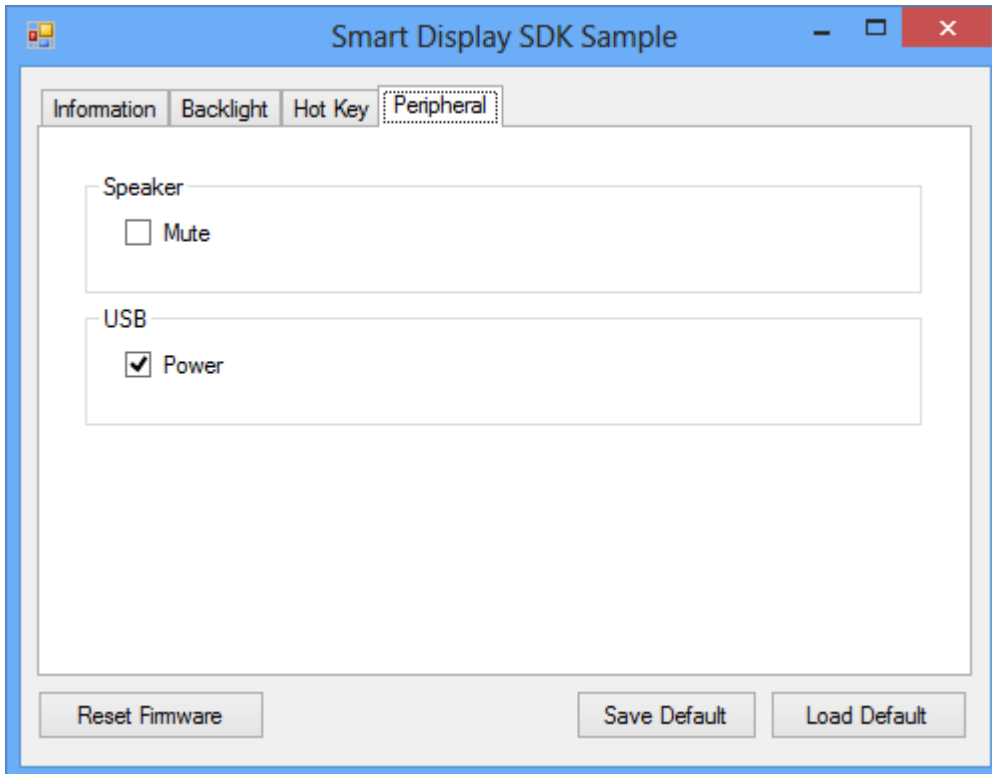 Smart Display SDK Sample
Information Backlight Hot Key Peripheral
Speaker
Mute
USB
Power
Reset Firmware Save Default Load Default